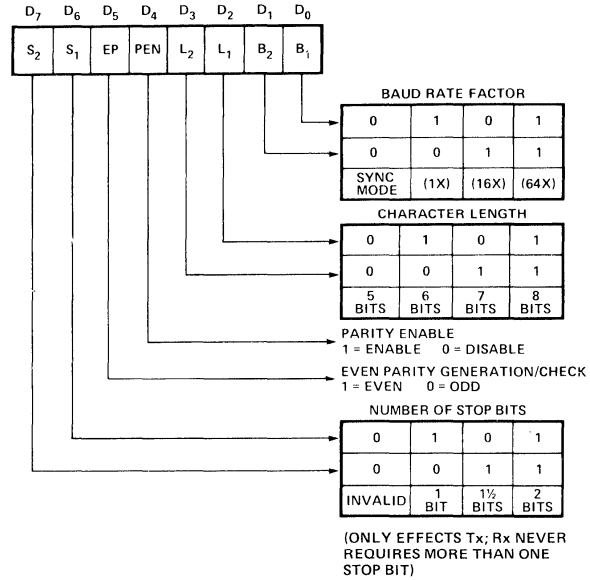 D7 D6 D5 D4 D3 D2 D1 D0
S2 S1 EP PEN L2 L1 B2 B1
BAUD RATE FACTOR
0 1 0 1
0 0 1 1
SYNC MODE (1X) (16X) (64X)
CHARACTER LENGTH
0 1 0 1
0 0 1 1
5 BITS 6 BITS 7 BITS 8 BITS
PARITY ENABLE
1 = ENABLE 0 = DISABLE
EVEN PARITY GENERATION/CHECK
1 = EVEN 0 = ODD
NUMBER OF STOP BITS
0 1 0 1
0 0 1 1
INVALID 1 BIT 1½ BITS 2 BITS
(ONLY EFFECTS Tx; Rx NEVER
REQUIRES MORE THAN ONE
STOP BIT)